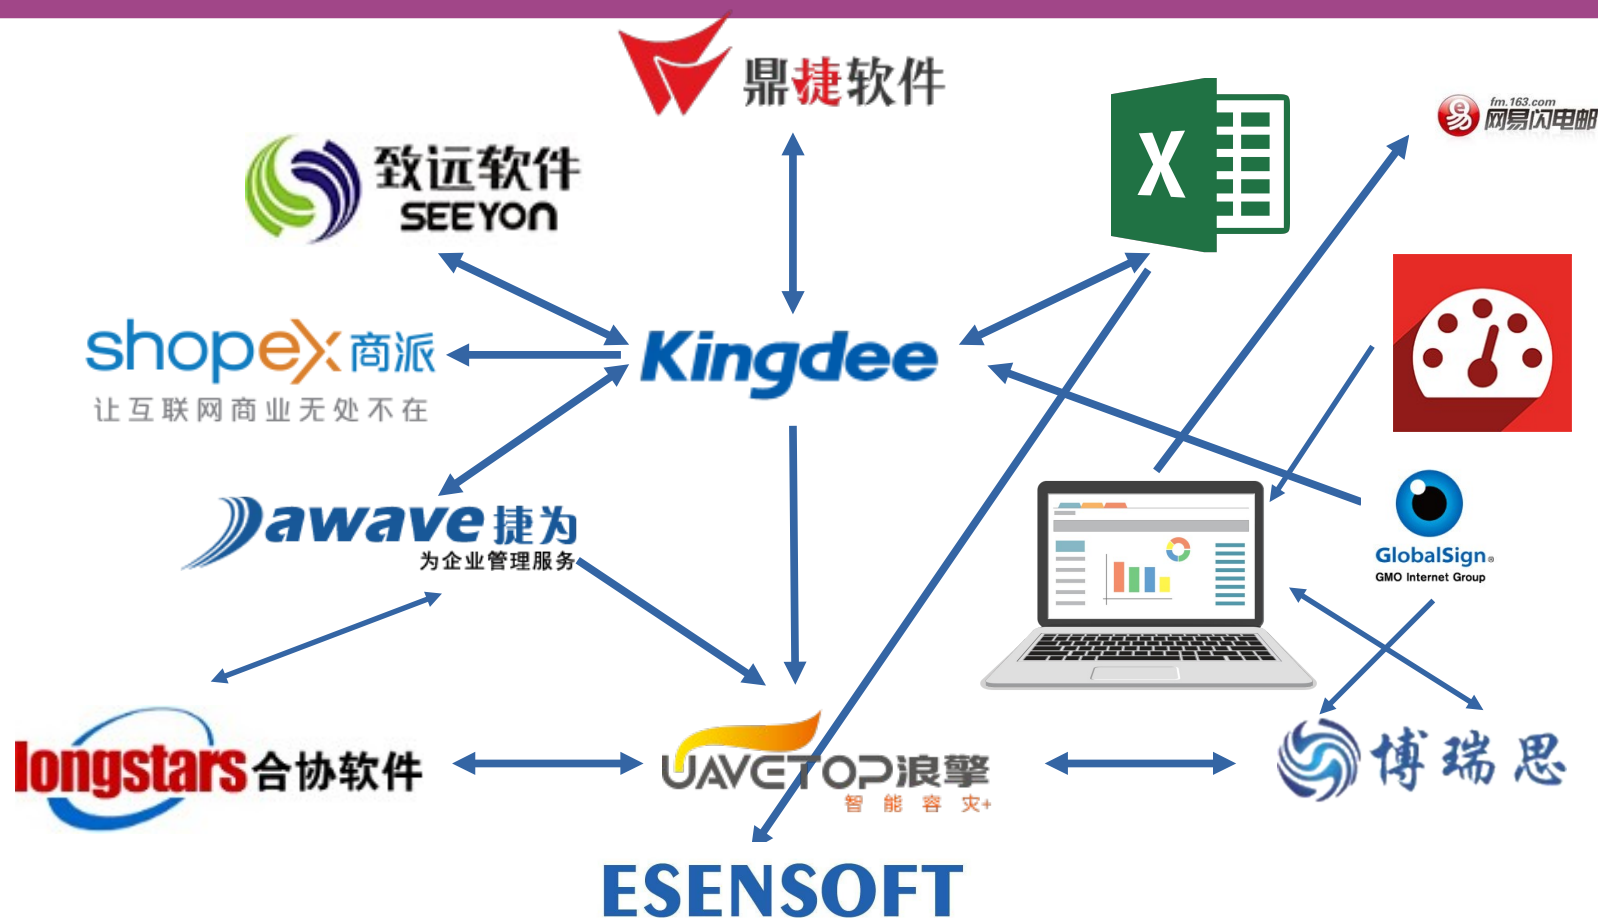 鼎捷软件
fm.163.com
网易闪电邮
致远软件
SEEYON
X
shopex商派
让互联网商业无处不在
Kingdee
Dawave捷为
为企业管理服务
GlobalSign®
GMO Internet Group
longstars合协软件
UAVETOP浪擎
智能容灾+
博瑞思
ESENSOFT